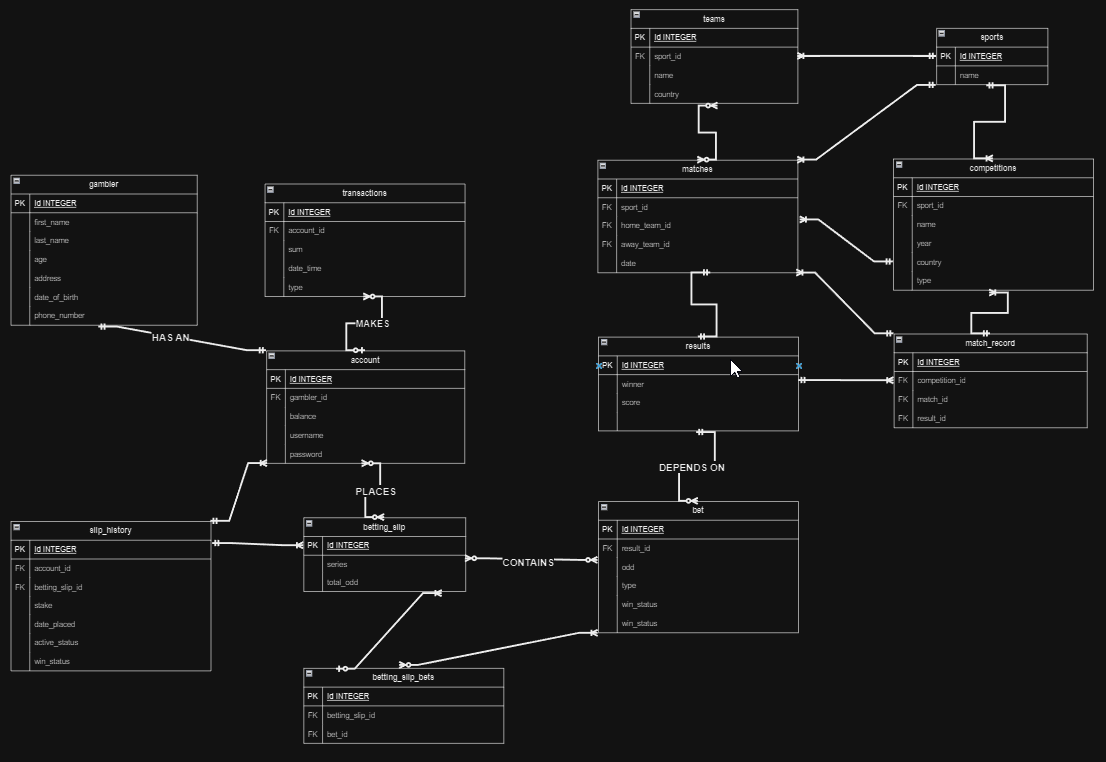 teams
PK Id INTEGER
FK sport_id
name
country
sports
PK Id INTEGER
name
gambler
PK Id INTEGER
first_name
last_name
age
address
date_of_birth
phone_number
transactions
PK Id INTEGER
FK account_id
sum
date_time
type
matches
PK Id INTEGER
FK sport_id
FK home_team_id
FK away_team_id
date
competitions
PK Id INTEGER
FK sport_id
name
year
country
type
HAS AN
MAKES
account
PK Id INTEGER
FK gambler_id
balance
username
password
results
PK Id INTEGER
winner
score
match_record
PK Id INTEGER
FK competition_id
FK match_id
FK result_id
PLACES
DEPENDS ON
slip_history
PK Id INTEGER
FK account_id
FK betting_slip_id
stake
date_placed
active_status
win_status
betting_slip
PK Id INTEGER
series
total_odd
CONTAINS
bet
PK Id INTEGER
FK result_id
odd
type
win_status
win_status
betting_slip_bets
PK Id INTEGER
FK betting_slip_id
FK bet_id